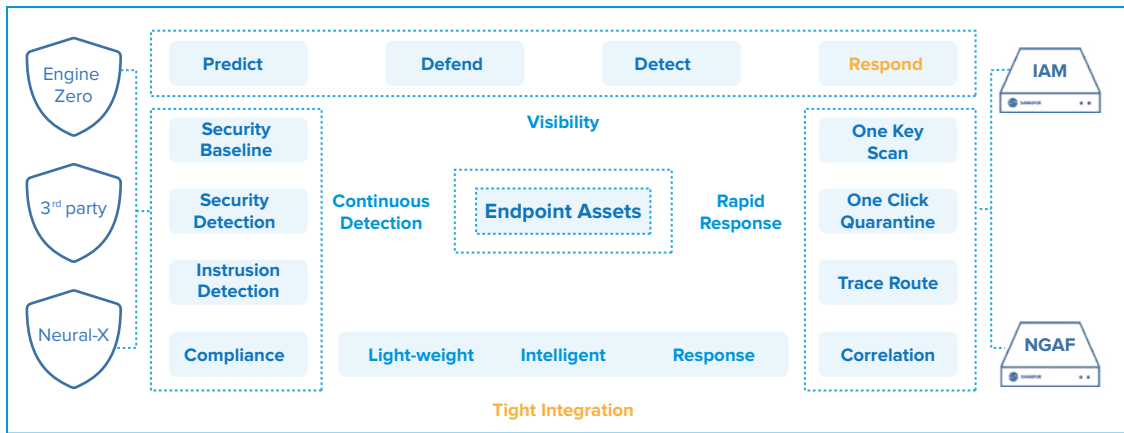 Engine
Zero
3rd party
Neural-X
Predict
Defend
Detect
Respond
Visibility
Security
Baseline
Security
Detection
Instrusion
Detection
Compliance
Continuous
Detection
Endpoint Assets
Rapid
Response
Light-weight
Intelligent
Response
One Key
Scan
One Click
Quarantine
Trace Route
Correlation
Tight Integration
IAM
SANGFOR
NGAF
SANGFOR